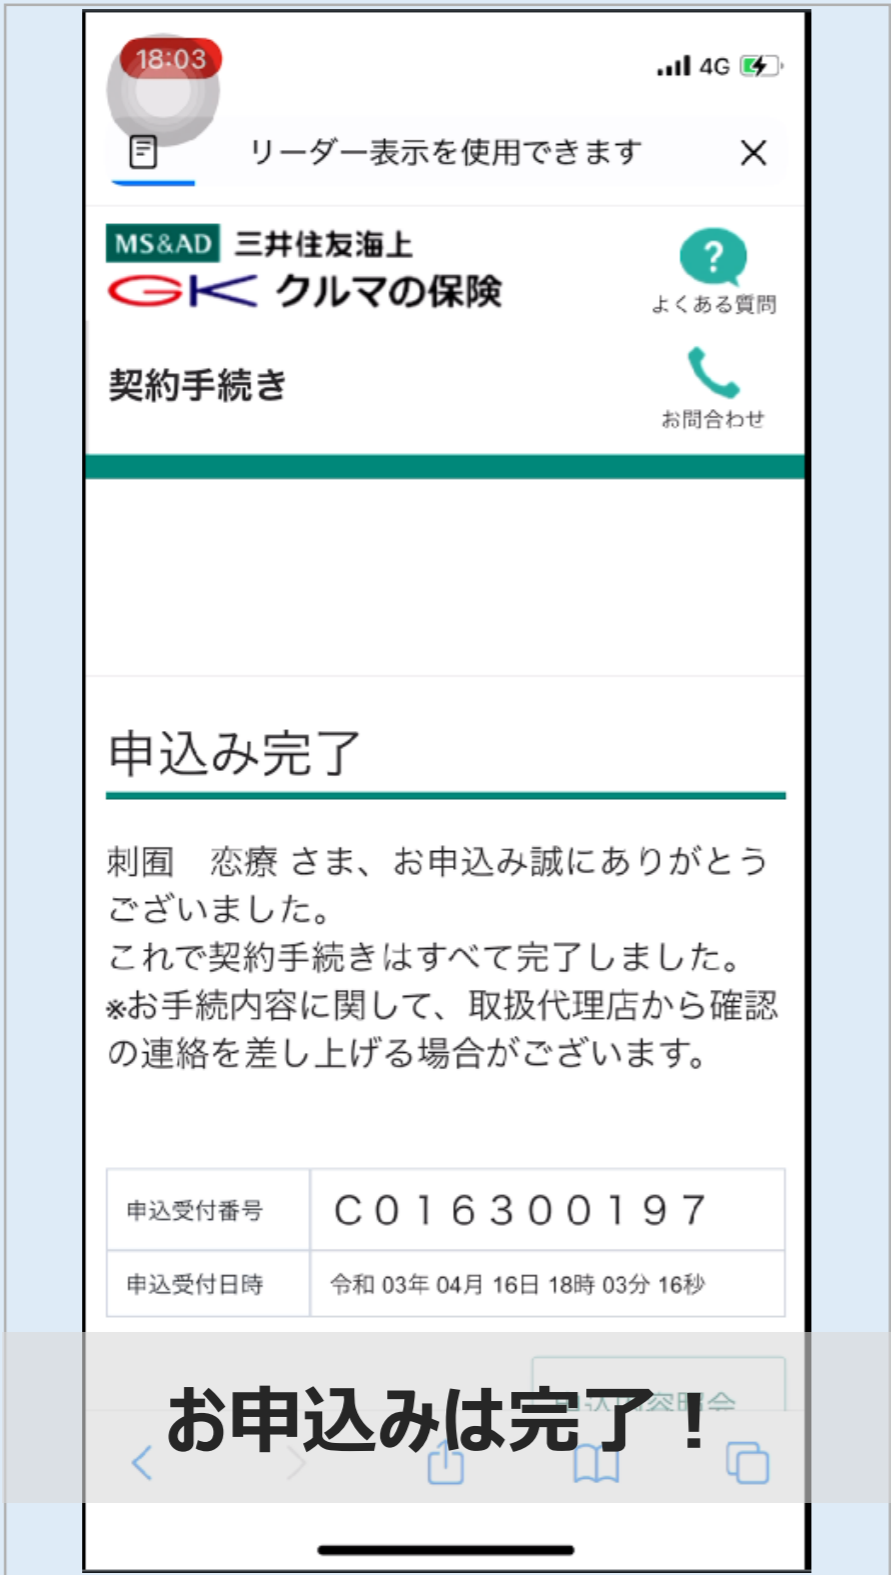 18:03
4G
リーダー表示を使用できます
MS&AD 三井住友海上
GK クルマの保険
よくある質問
契約手続き
お問合わせ
申込み完了
刺囿　恋療 さま、お申込み誠にありがとう
ございました。
これで契約手続きはすべて完了しました。
※お手続内容に関して、取扱代理店から確認
の連絡を差し上げる場合がございます。
申込受付番号 C016300197
申込受付日時 令和 03年 04月 16日 18時 03分 16秒
申込内容照会
お申込みは完了！